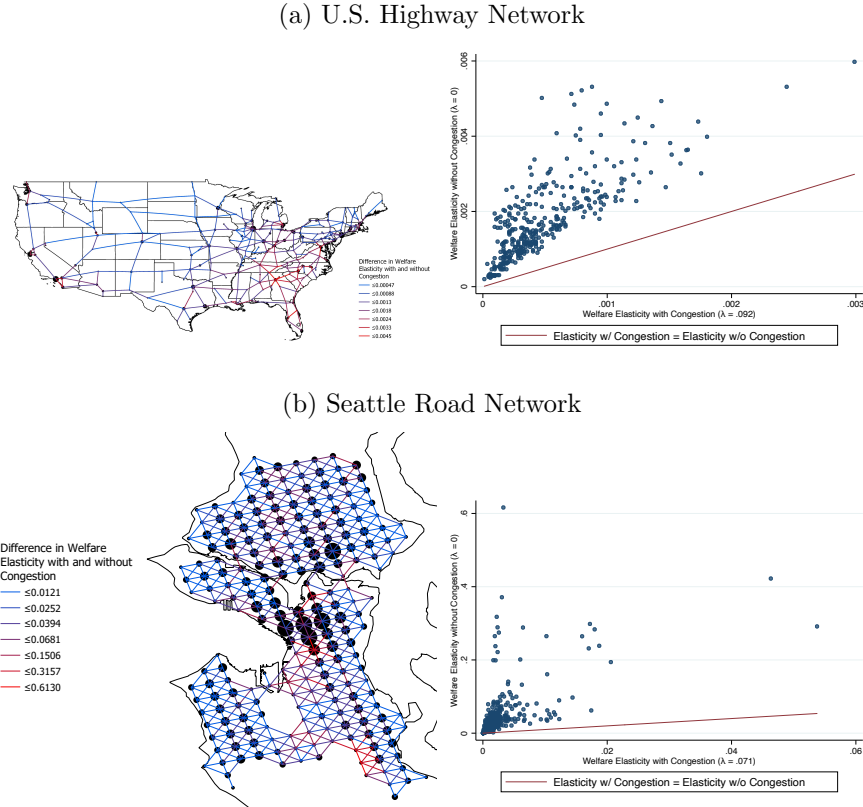 (a) U.S. Highway Network
Difference in Welfare
Elasticity with and without
Congestion
≤0.00047
≤0.00088
≤0.0013
≤0.0018
≤0.0024
≤0.0033
≤0.0045
Welfare Elasticity without Congestion (λ = 0)
.006
.004
.002
0
0
.001
.002
.003
Welfare Elasticity with Congestion (λ = .092)
Elasticity w/ Congestion = Elasticity w/o Congestion
(b) Seattle Road Network
Difference in Welfare
Elasticity with and without
Congestion
≤0.0121
≤0.0252
≤0.0394
≤0.0681
≤0.1506
≤0.3157
≤0.6130
Welfare Elasticity without Congestion (λ = 0)
.6
.4
.2
0
0
.02
.04
.06
Welfare Elasticity with Congestion (λ = .071)
Elasticity w/ Congestion = Elasticity w/o Congestion